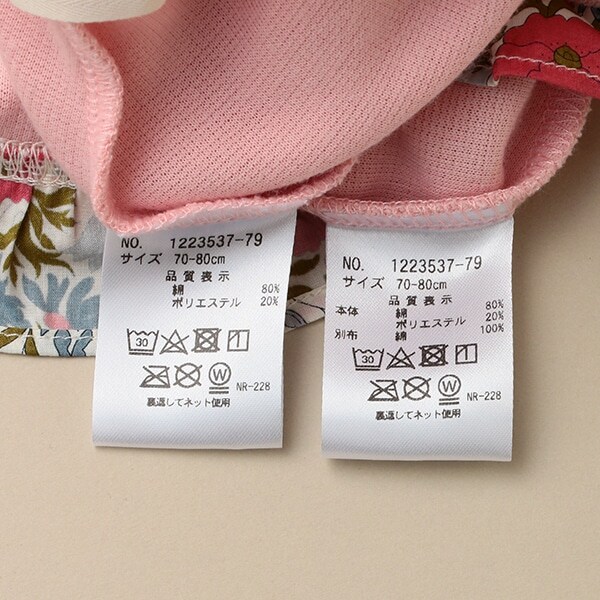 NO. 1223537-79
サイズ 70-80cm
品質表示
綿 80%
ポリエステル 20%
30
W
NR-228
裏返してネット使用
NO. 1223537-79
サイズ 70-80cm
品質表示
本体 綿 80%
ポリエステル 20%
別布 綿 100%
30
W
NR-228
裏返してネット使用